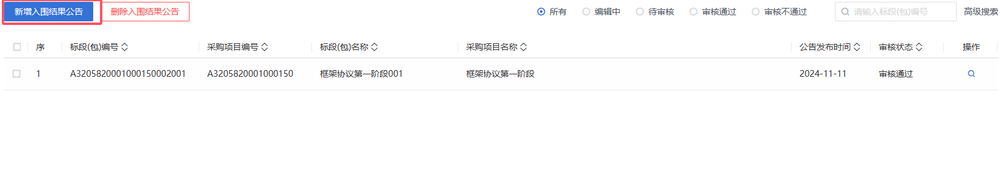 新增入围结果公告 删除入围结果公告 所有 编辑中 待审核 审核通过 审核不通过 请输入标段(包)编号 高级搜索
序 标段(包)编号 采购项目编号 标段(包)名称 采购项目名称 公告发布时间 审核状态 操作
1 A3205820001000150002001 A3205820001000150 框架协议第一阶段001 框架协议第一阶段 2024-11-11 审核通过